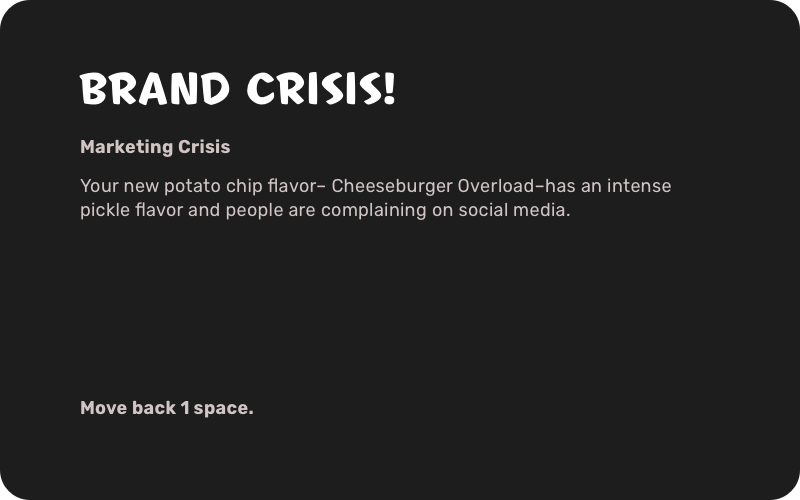 BRAND CRISIS!
Marketing Crisis
Your new potato chip flavor– Cheeseburger Overload–has an intense
pickle flavor and people are complaining on social media.
Move back 1 space.